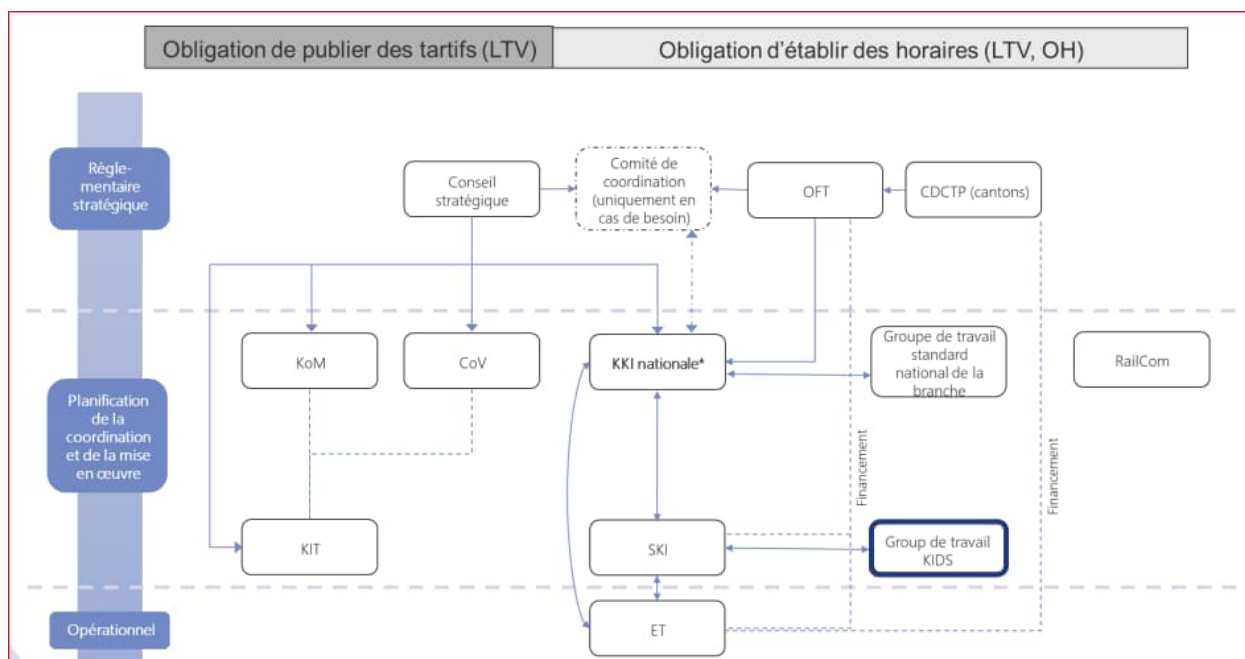 Obligation de publier des tartifs (LTV)
Obligation d'établir des horaires (LTV, OH)
Régle-
mentaire
stratégique
Conseil
stratégique
Comité de
coordination
(uniquement en
cas de besoin)
OFT
CDCTP (cantons)
Planification
de la
coordination
et de la mise
en œuvre
KoM
CoV
KKI nationale*
Groupe de travail
standard
national de la
branche
RailCom
Financement
Financement
KIT
SKI
Group de travail
KIDS
Opérationnel
ET